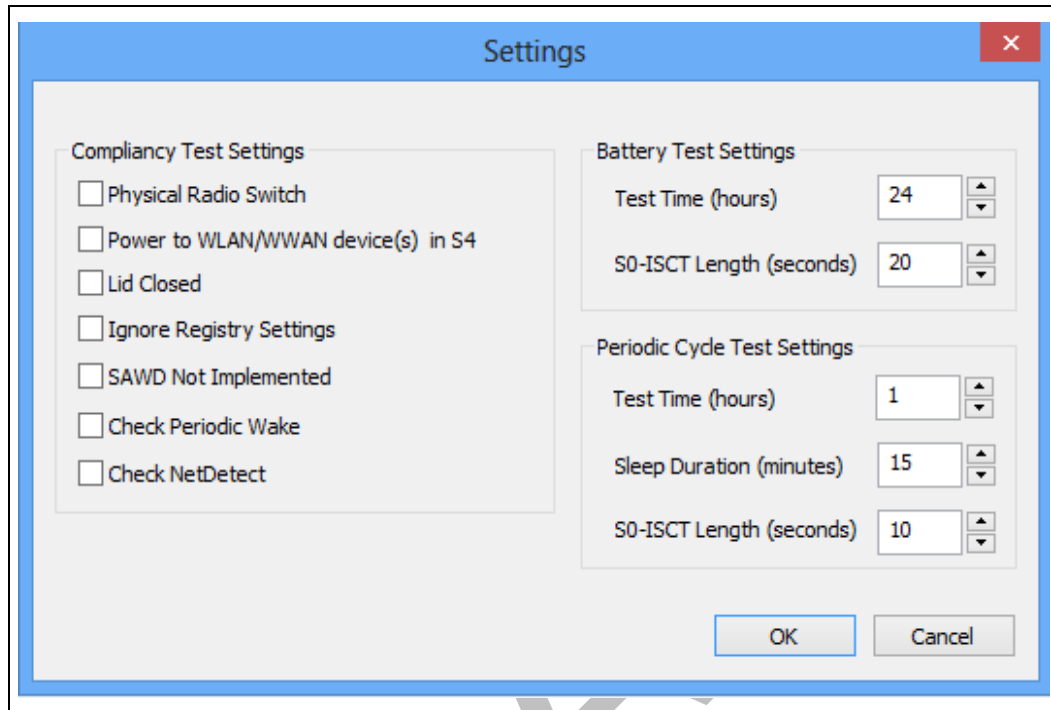 Settings
Compliancy Test Settings
Physical Radio Switch
Power to WLAN/WWAN device(s) in S4
Lid Closed
Ignore Registry Settings
SAWD Not Implemented
Check Periodic Wake
Check NetDetect
Battery Test Settings
Test Time (hours) 24
S0-ISCT Length (seconds) 20
Periodic Cycle Test Settings
Test Time (hours) 1
Sleep Duration (minutes) 15
S0-ISCT Length (seconds) 10
OK Cancel